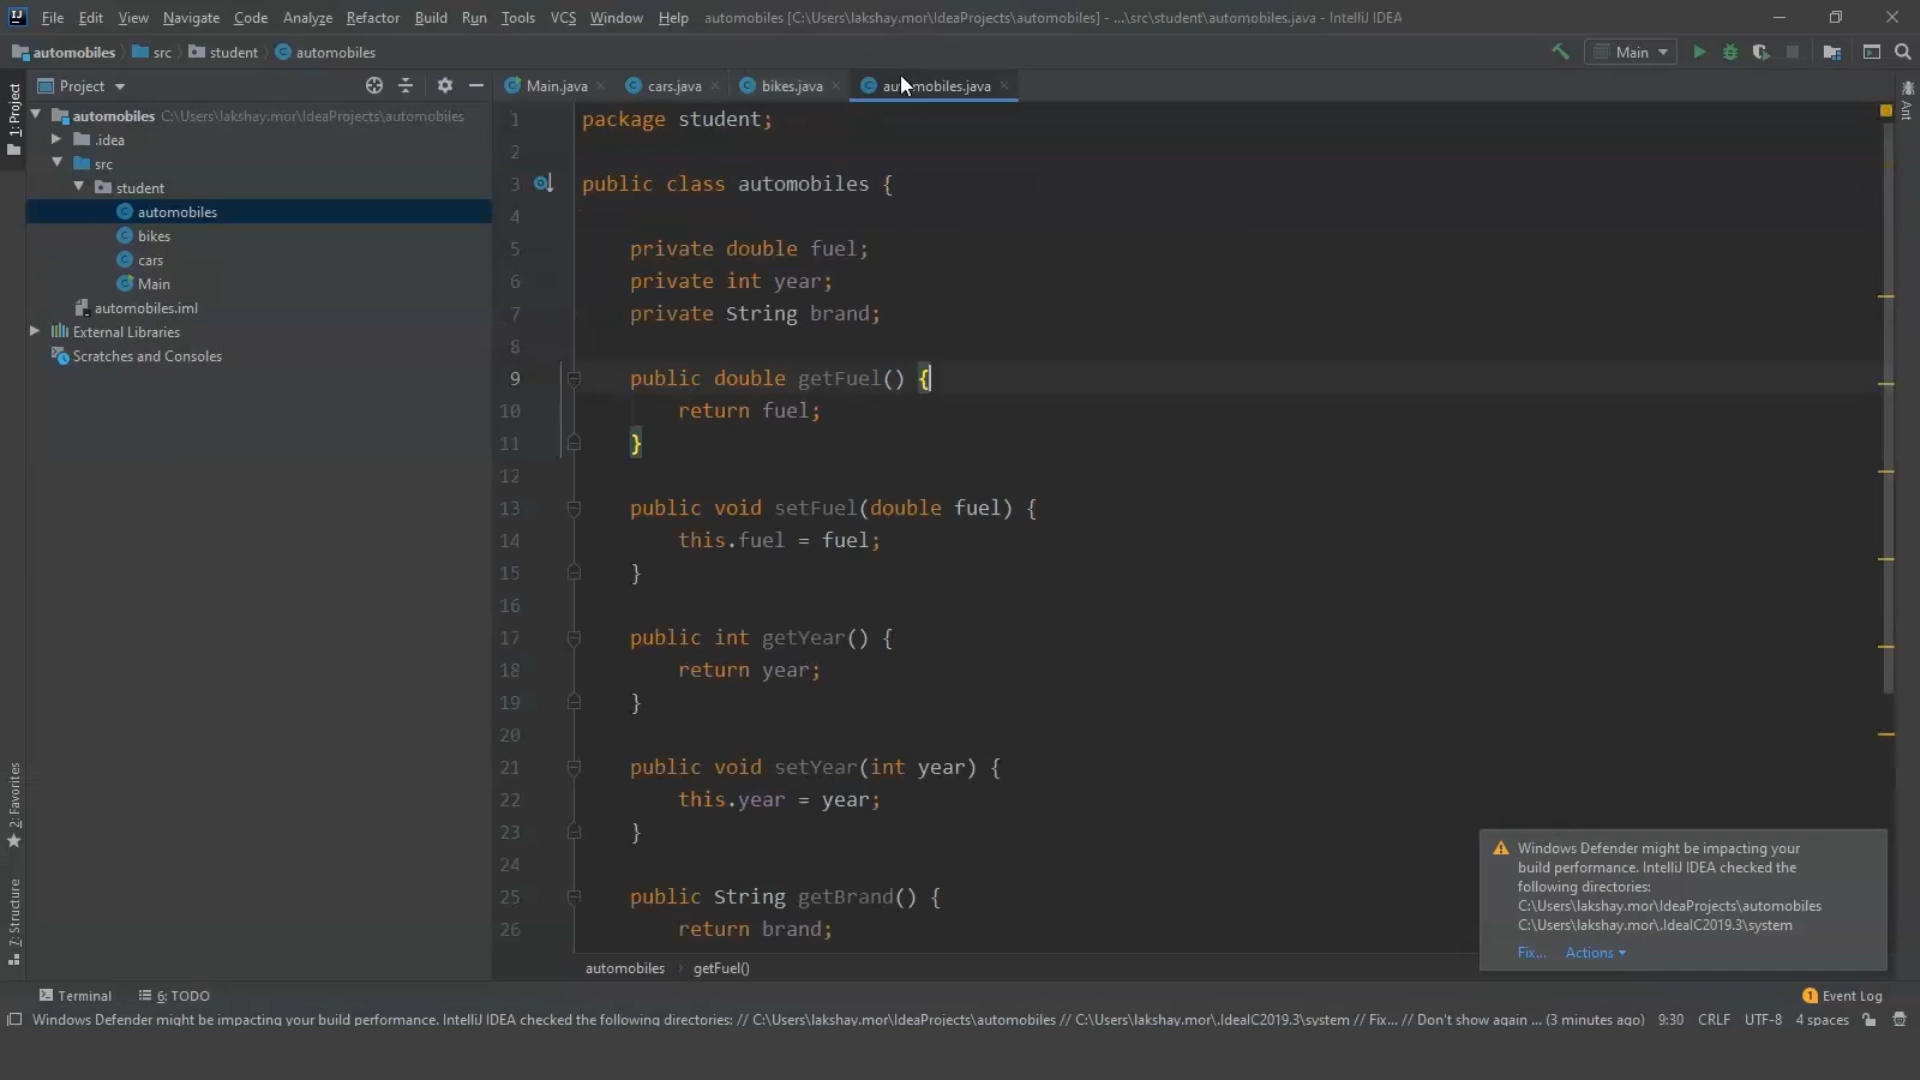 File Edit View Navigate Code Analyze Refactor Build Run Tools VCS Window Help automobiles [C:\Users\lakshay.mor\IdeaProjects\automobiles] - ...\src\student\automobiles.java - IntelliJ IDEA
automobiles src student automobiles Main
Project Main.java cars.java bikes.java automobiles.java
1: Project
Ant
automobiles C:\Users\lakshay.mor\IdeaProjects\automobiles
.idea
src
student
automobiles
bikes
cars
Main
automobiles.iml
External Libraries
Scratches and Consoles
2: Favorites
7: Structure
1 package student;
2
3 public class automobiles {
4
5 private double fuel;
6 private int year;
7 private String brand;
8
9 public double getFuel() {
10 return fuel;
11 }
12
13 public void setFuel(double fuel) {
14 this.fuel = fuel;
15 }
16
17 public int getYear() {
18 return year;
19 }
20
21 public void setYear(int year) {
22 this.year = year;
23 }
24
25 public String getBrand() {
26 return brand;
automobiles getFuel()
Windows Defender might be impacting your
build performance. IntelliJ IDEA checked the
following directories:
C:\Users\lakshay.mor\IdeaProjects\automobiles
C:\Users\lakshay.mor\.IdeaIC2019.3\system
Fix... Actions
Terminal 6: TODO 1 Event Log
Windows Defender might be impacting your build performance. IntelliJ IDEA checked the following directories: // C:\Users\lakshay.mor\IdeaProjects\automobiles // C:\Users\lakshay.mor\.IdeaIC2019.3\system // Fix... // Don't show again ... (3 minutes ago) 9:30 CRLF UTF-8 4 spaces